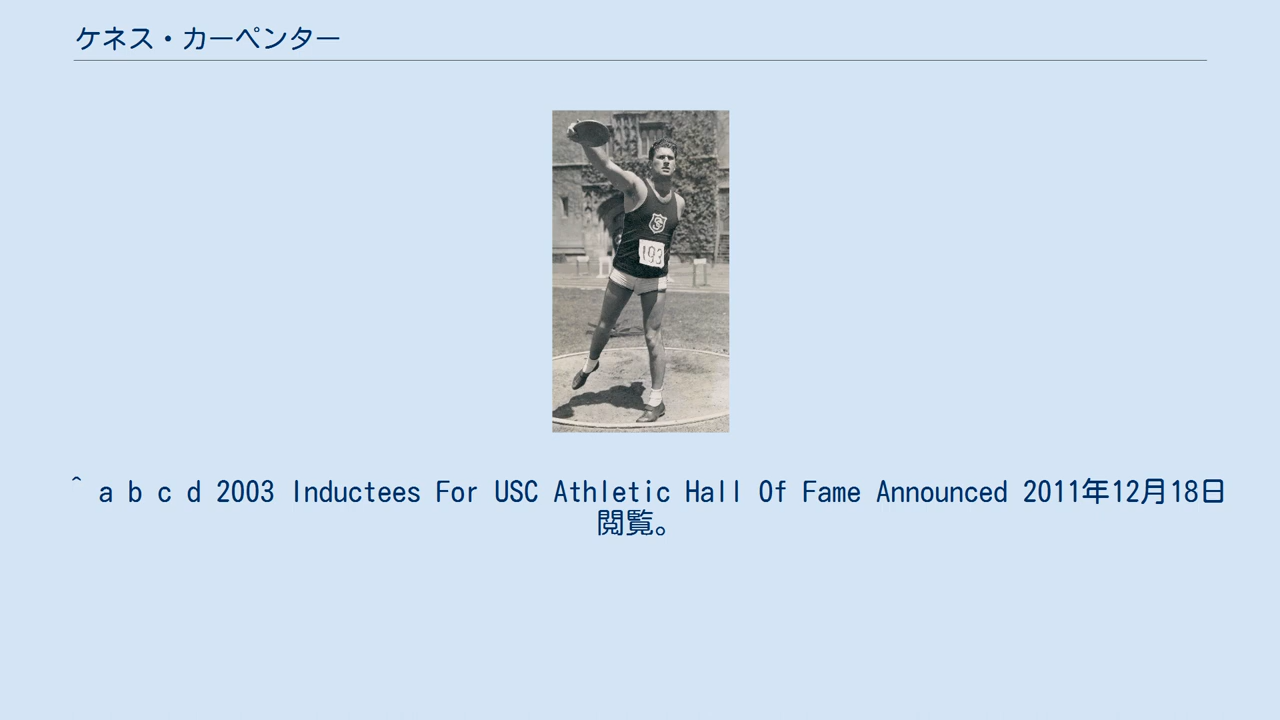 ケネス・カーペンター
193
^ a b c d 2003 Inductees For USC Athletic Hall Of Fame Announced 2011年12月18日
閲覧。